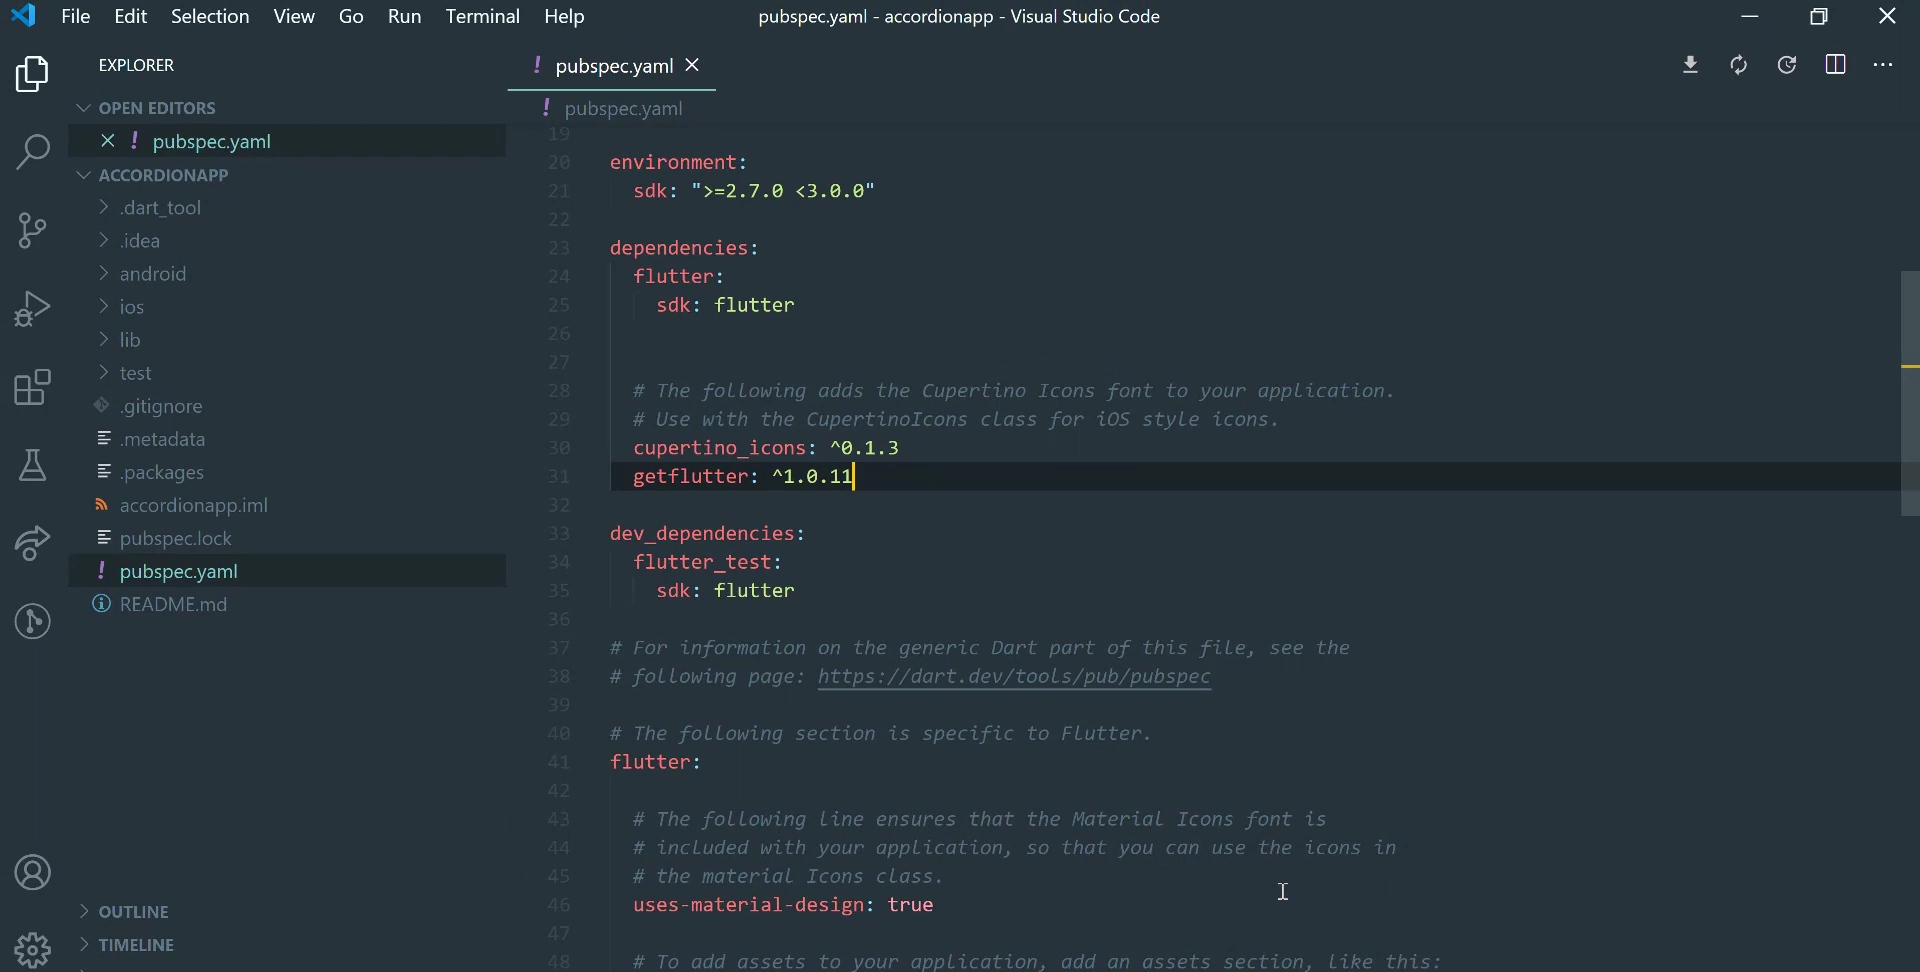 File Edit Selection View Go Run Terminal Help
pubspec.yaml - accordionapp - Visual Studio Code
EXPLORER
OPEN EDITORS
! pubspec.yaml
ACCORDIONAPP
.dart_tool
.idea
android
ios
lib
test
.gitignore
.metadata
.packages
accordionapp.iml
pubspec.lock
! pubspec.yaml
README.md
OUTLINE
TIMELINE
! pubspec.yaml
! pubspec.yaml
19
20 environment:
21 sdk: ">=2.7.0 <3.0.0"
22
23 dependencies:
24 flutter:
25 sdk: flutter
26
27
28 # The following adds the Cupertino Icons font to your application.
29 # Use with the CupertinoIcons class for iOS style icons.
30 cupertino_icons: ^0.1.3
31 getflutter: ^1.0.11
32
33 dev_dependencies:
34 flutter_test:
35 sdk: flutter
36
37 # For information on the generic Dart part of this file, see the
38 # following page: https://dart.dev/tools/pub/pubspec
39
40 # The following section is specific to Flutter.
41 flutter:
42
43 # The following line ensures that the Material Icons font is
44 # included with your application, so that you can use the icons in
45 # the material Icons class.
46 uses-material-design: true
47
48 # To add assets to your application, add an assets section, like this: